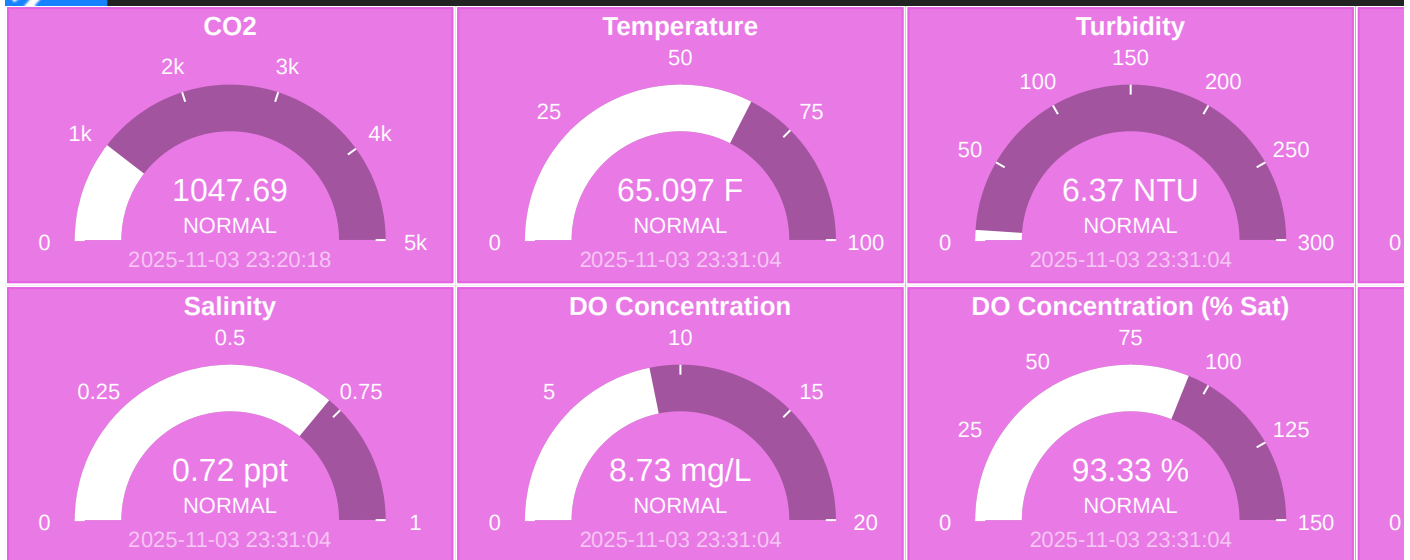 CO2
0
1k
2k
3k
4k
5k
1047.69
NORMAL
2025-11-03 23:20:18
Temperature
0
25
50
75
100
65.097 F
NORMAL
2025-11-03 23:31:04
Turbidity
0
50
100
150
200
250
300
6.37 NTU
NORMAL
2025-11-03 23:31:04
0
Salinity
0
0.25
0.5
0.75
1
0.72 ppt
NORMAL
2025-11-03 23:31:04
DO Concentration
0
5
10
15
20
8.73 mg/L
NORMAL
2025-11-03 23:31:04
DO Concentration (% Sat)
0
25
50
75
100
125
150
93.33 %
NORMAL
2025-11-03 23:31:04
0